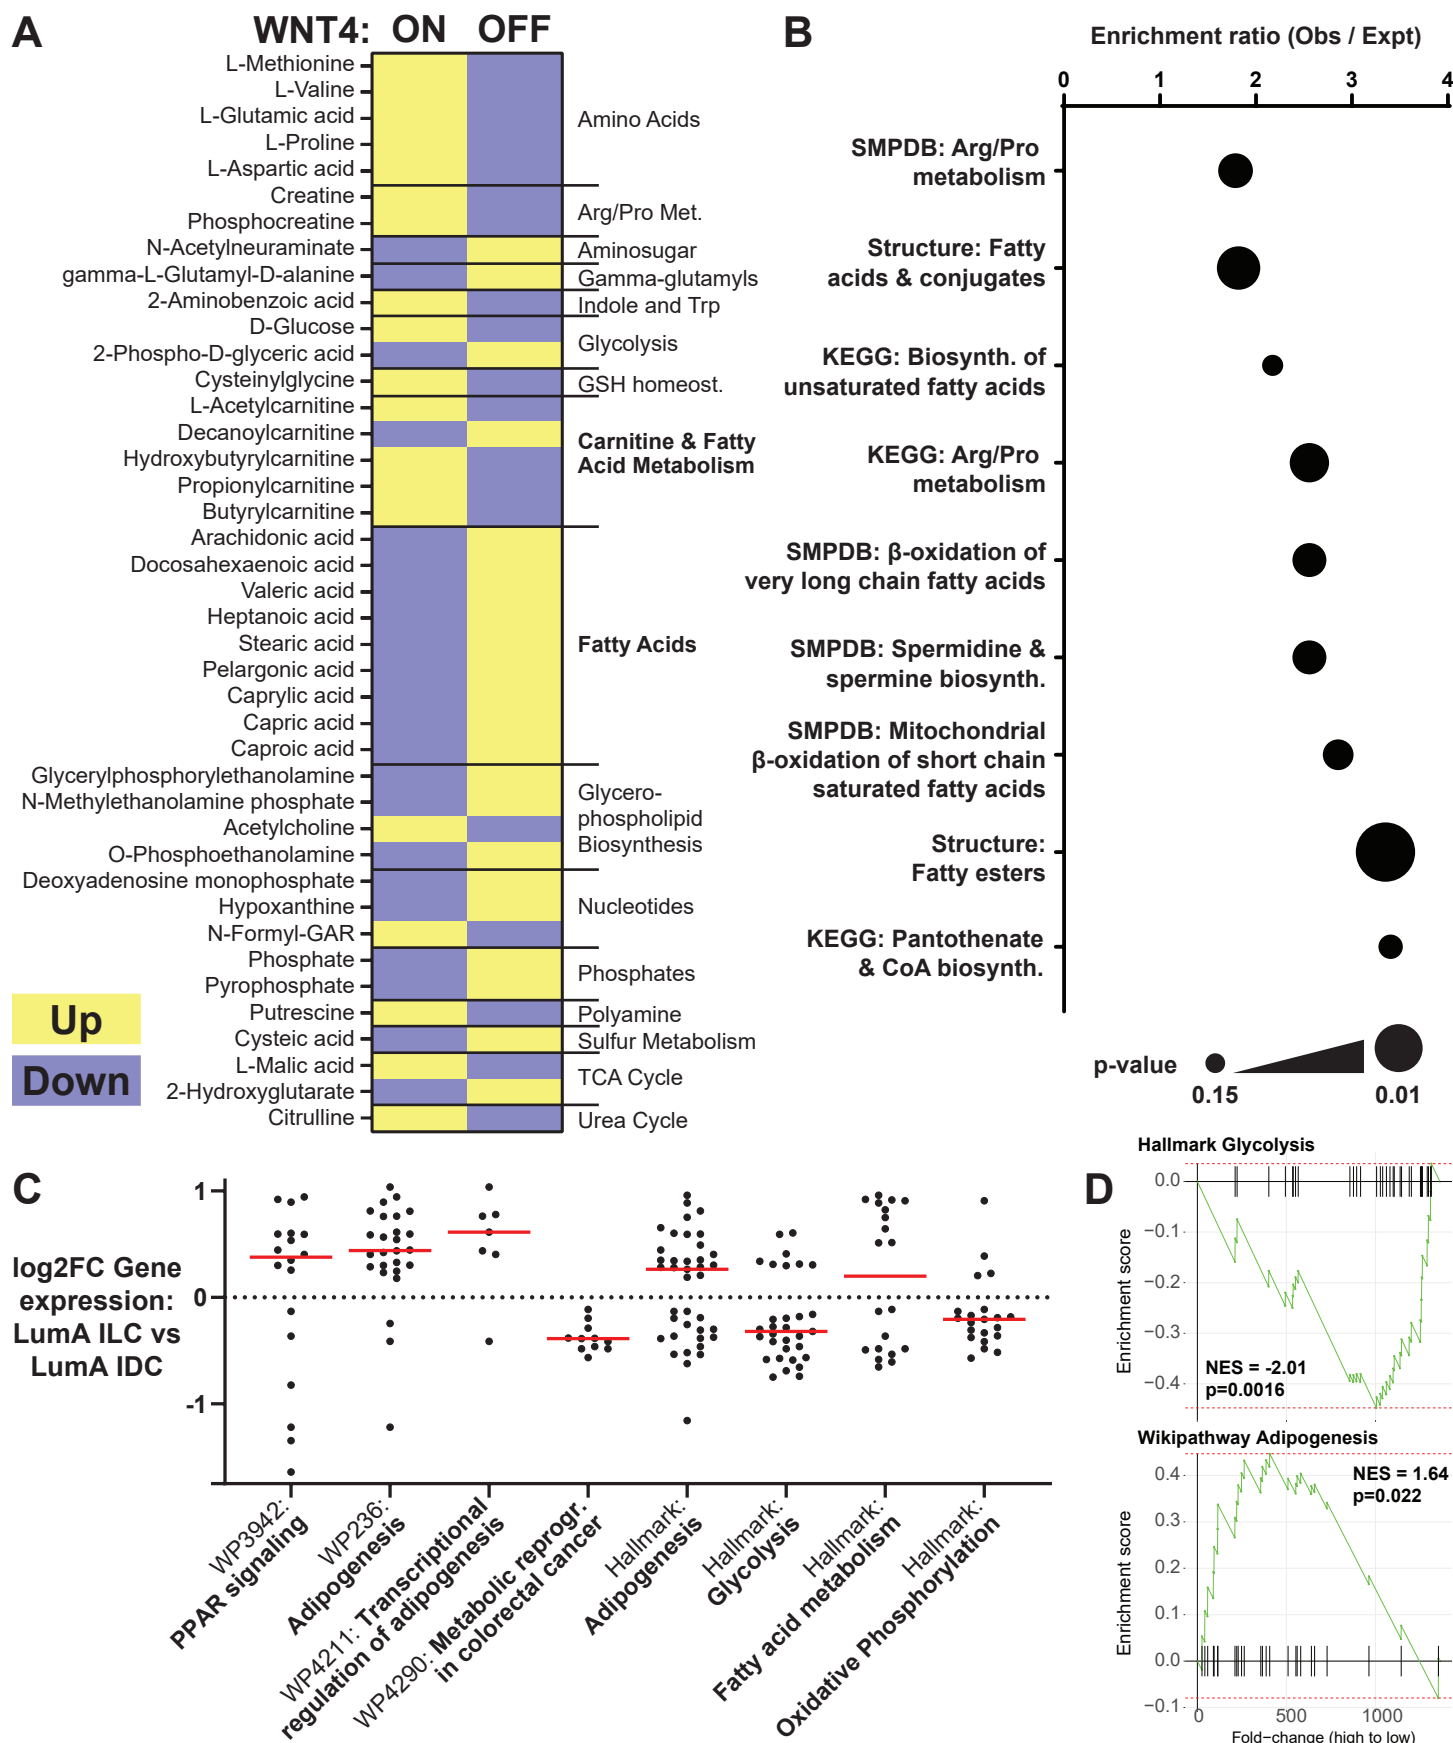 A
WNT4: ON OFF
L-Methionine
L-Valine
L-Glutamic acid
L-Proline
L-Aspartic acid
Creatine
Phosphocreatine
N-Acetylneuraminate
gamma-L-Glutamyl-D-alanine
2-Aminobenzoic acid
D-Glucose
2-Phospho-D-glyceric acid
Cysteinylglycine
L-Acetylcarnitine
Decanoylcarnitine
Hydroxybutyrylcarnitine
Propionylcarnitine
Butyrylcarnitine
Arachidonic acid
Docosahexaenoic acid
Valeric acid
Heptanoic acid
Stearic acid
Pelargonic acid
Caprylic acid
Capric acid
Caproic acid
Glycerylphosphorylethanolamine
N-Methylethanolamine phosphate
Acetylcholine
O-Phosphoethanolamine
Deoxyadenosine monophosphate
Hypoxanthine
N-Formyl-GAR
Phosphate
Pyrophosphate
Putrescine
Cysteic acid
L-Malic acid
2-Hydroxyglutarate
Citrulline
Amino Acids
Arg/Pro Met.
Aminosugar
Gamma-glutamyls
Indole and Trp
Glycolysis
GSH homeost.
Carnitine & Fatty
Acid Metabolism
Fatty Acids
Glycero-
phospholipid
Biosynthesis
Nucleotides
Phosphates
Polyamine
Sulfur Metabolism
TCA Cycle
Urea Cycle
Up
Down
B
Enrichment ratio (Obs / Expt)
0 1 2 3 4
SMPDB: Arg/Pro
metabolism
Structure: Fatty
acids & conjugates
KEGG: Biosynth. of
unsaturated fatty acids
KEGG: Arg/Pro
metabolism
SMPDB: β-oxidation of
very long chain fatty acids
SMPDB: Spermidine &
spermine biosynth.
SMPDB: Mitochondrial
β-oxidation of short chain
saturated fatty acids
Structure:
Fatty esters
KEGG: Pantothenate
& CoA biosynth.
p-value
0.15 0.01
C
log2FC Gene
expression:
LumA ILC vs
LumA IDC
1
0
-1
WP3942:
PPAR signaling
WP236:
Adipogenesis
WP4211: Transcriptional
regulation of adipogenesis
WP4290: Metabolic reprogr.
in colorectal cancer
Hallmark:
Adipogenesis
Hallmark:
Glycolysis
Hallmark:
Fatty acid metabolism
Hallmark:
Oxidative Phosphorylation
D
Hallmark Glycolysis
Enrichment score
0.0
−0.1
−0.2
−0.3
−0.4
NES = -2.01
p=0.0016
Wikipathway Adipogenesis
Enrichment score
0.4
0.3
0.2
0.1
0.0
−0.1
NES = 1.64
p=0.022
0 500 1000
Fold−change (high to low)